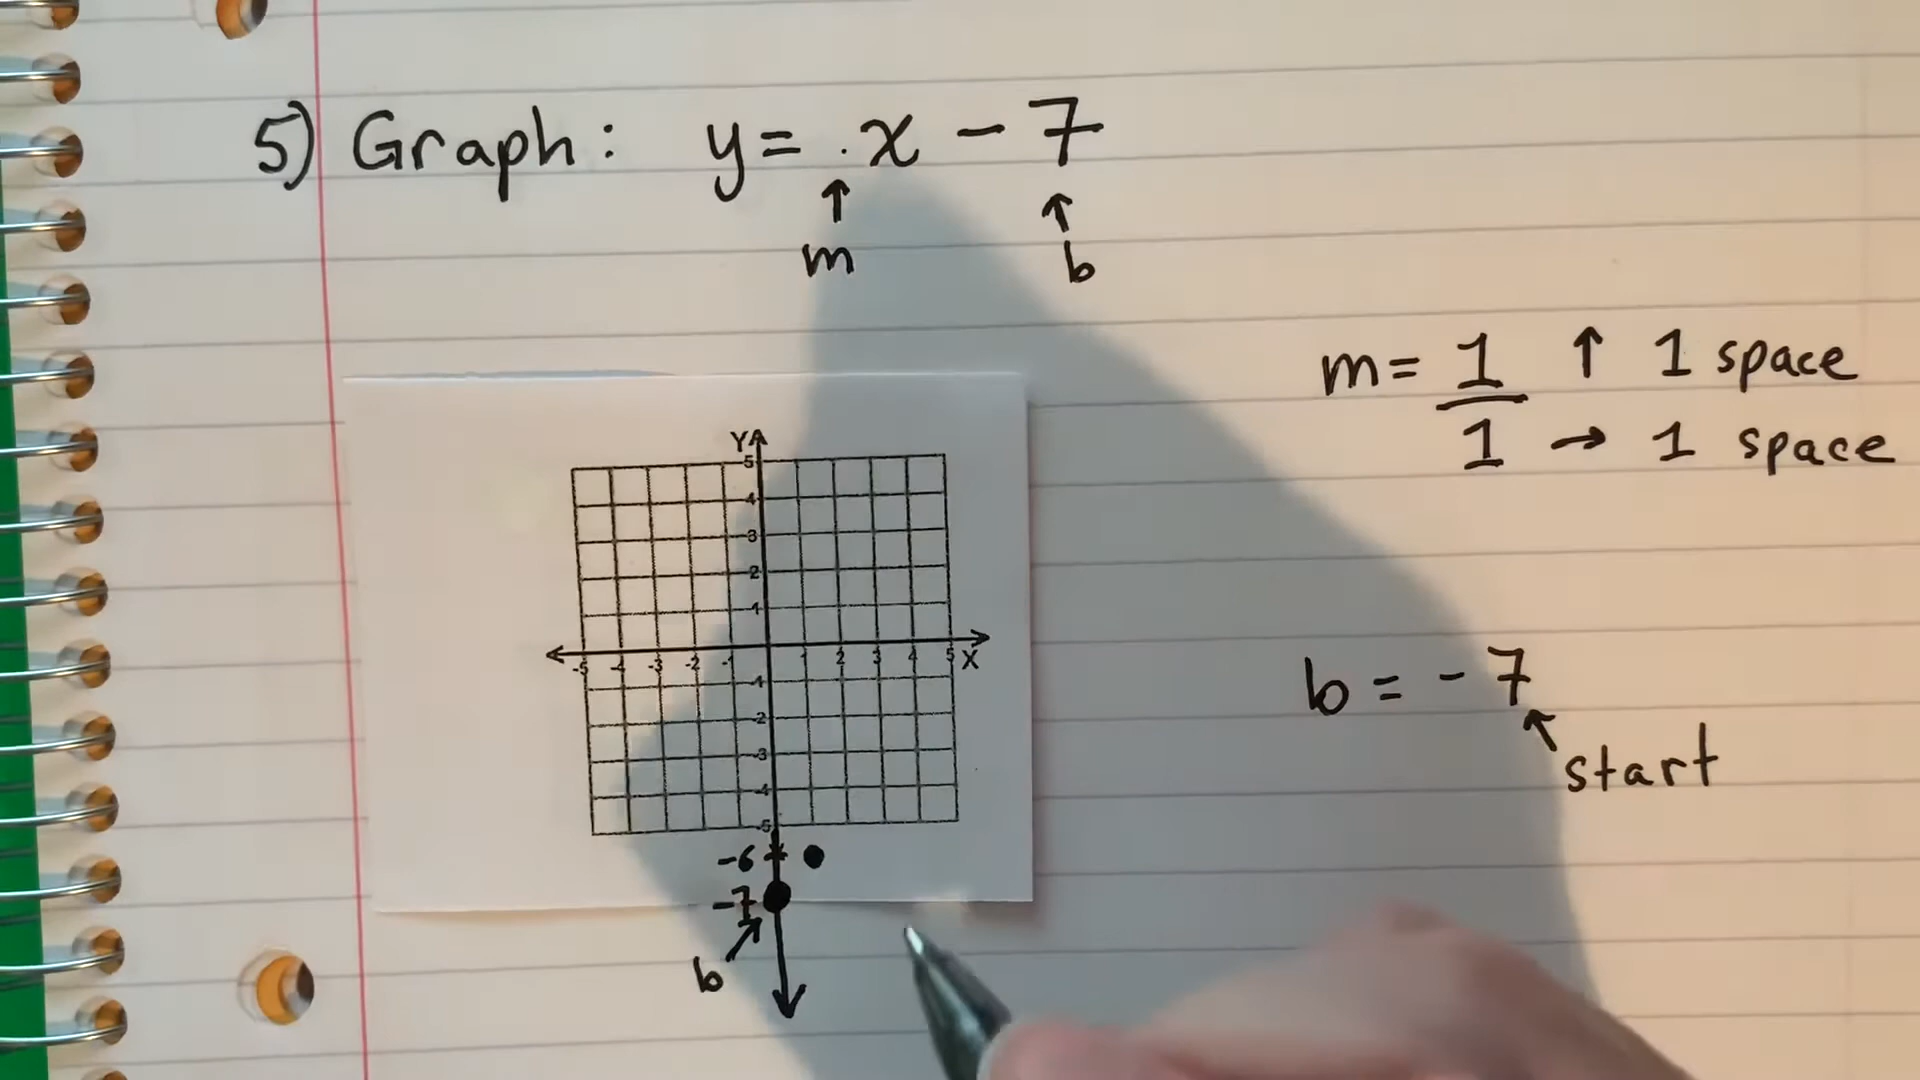 5) Graph: y = . x - 7
↑ ↑
m b
m = 1 ↑ 1 space
1 → 1 space
Y
5
4
3
2
1
-5 -4 -3 -2 -1 1 2 3 4 5 X
-1
-2
-3
-4
-5
b = - 7
start
-6
-7
b